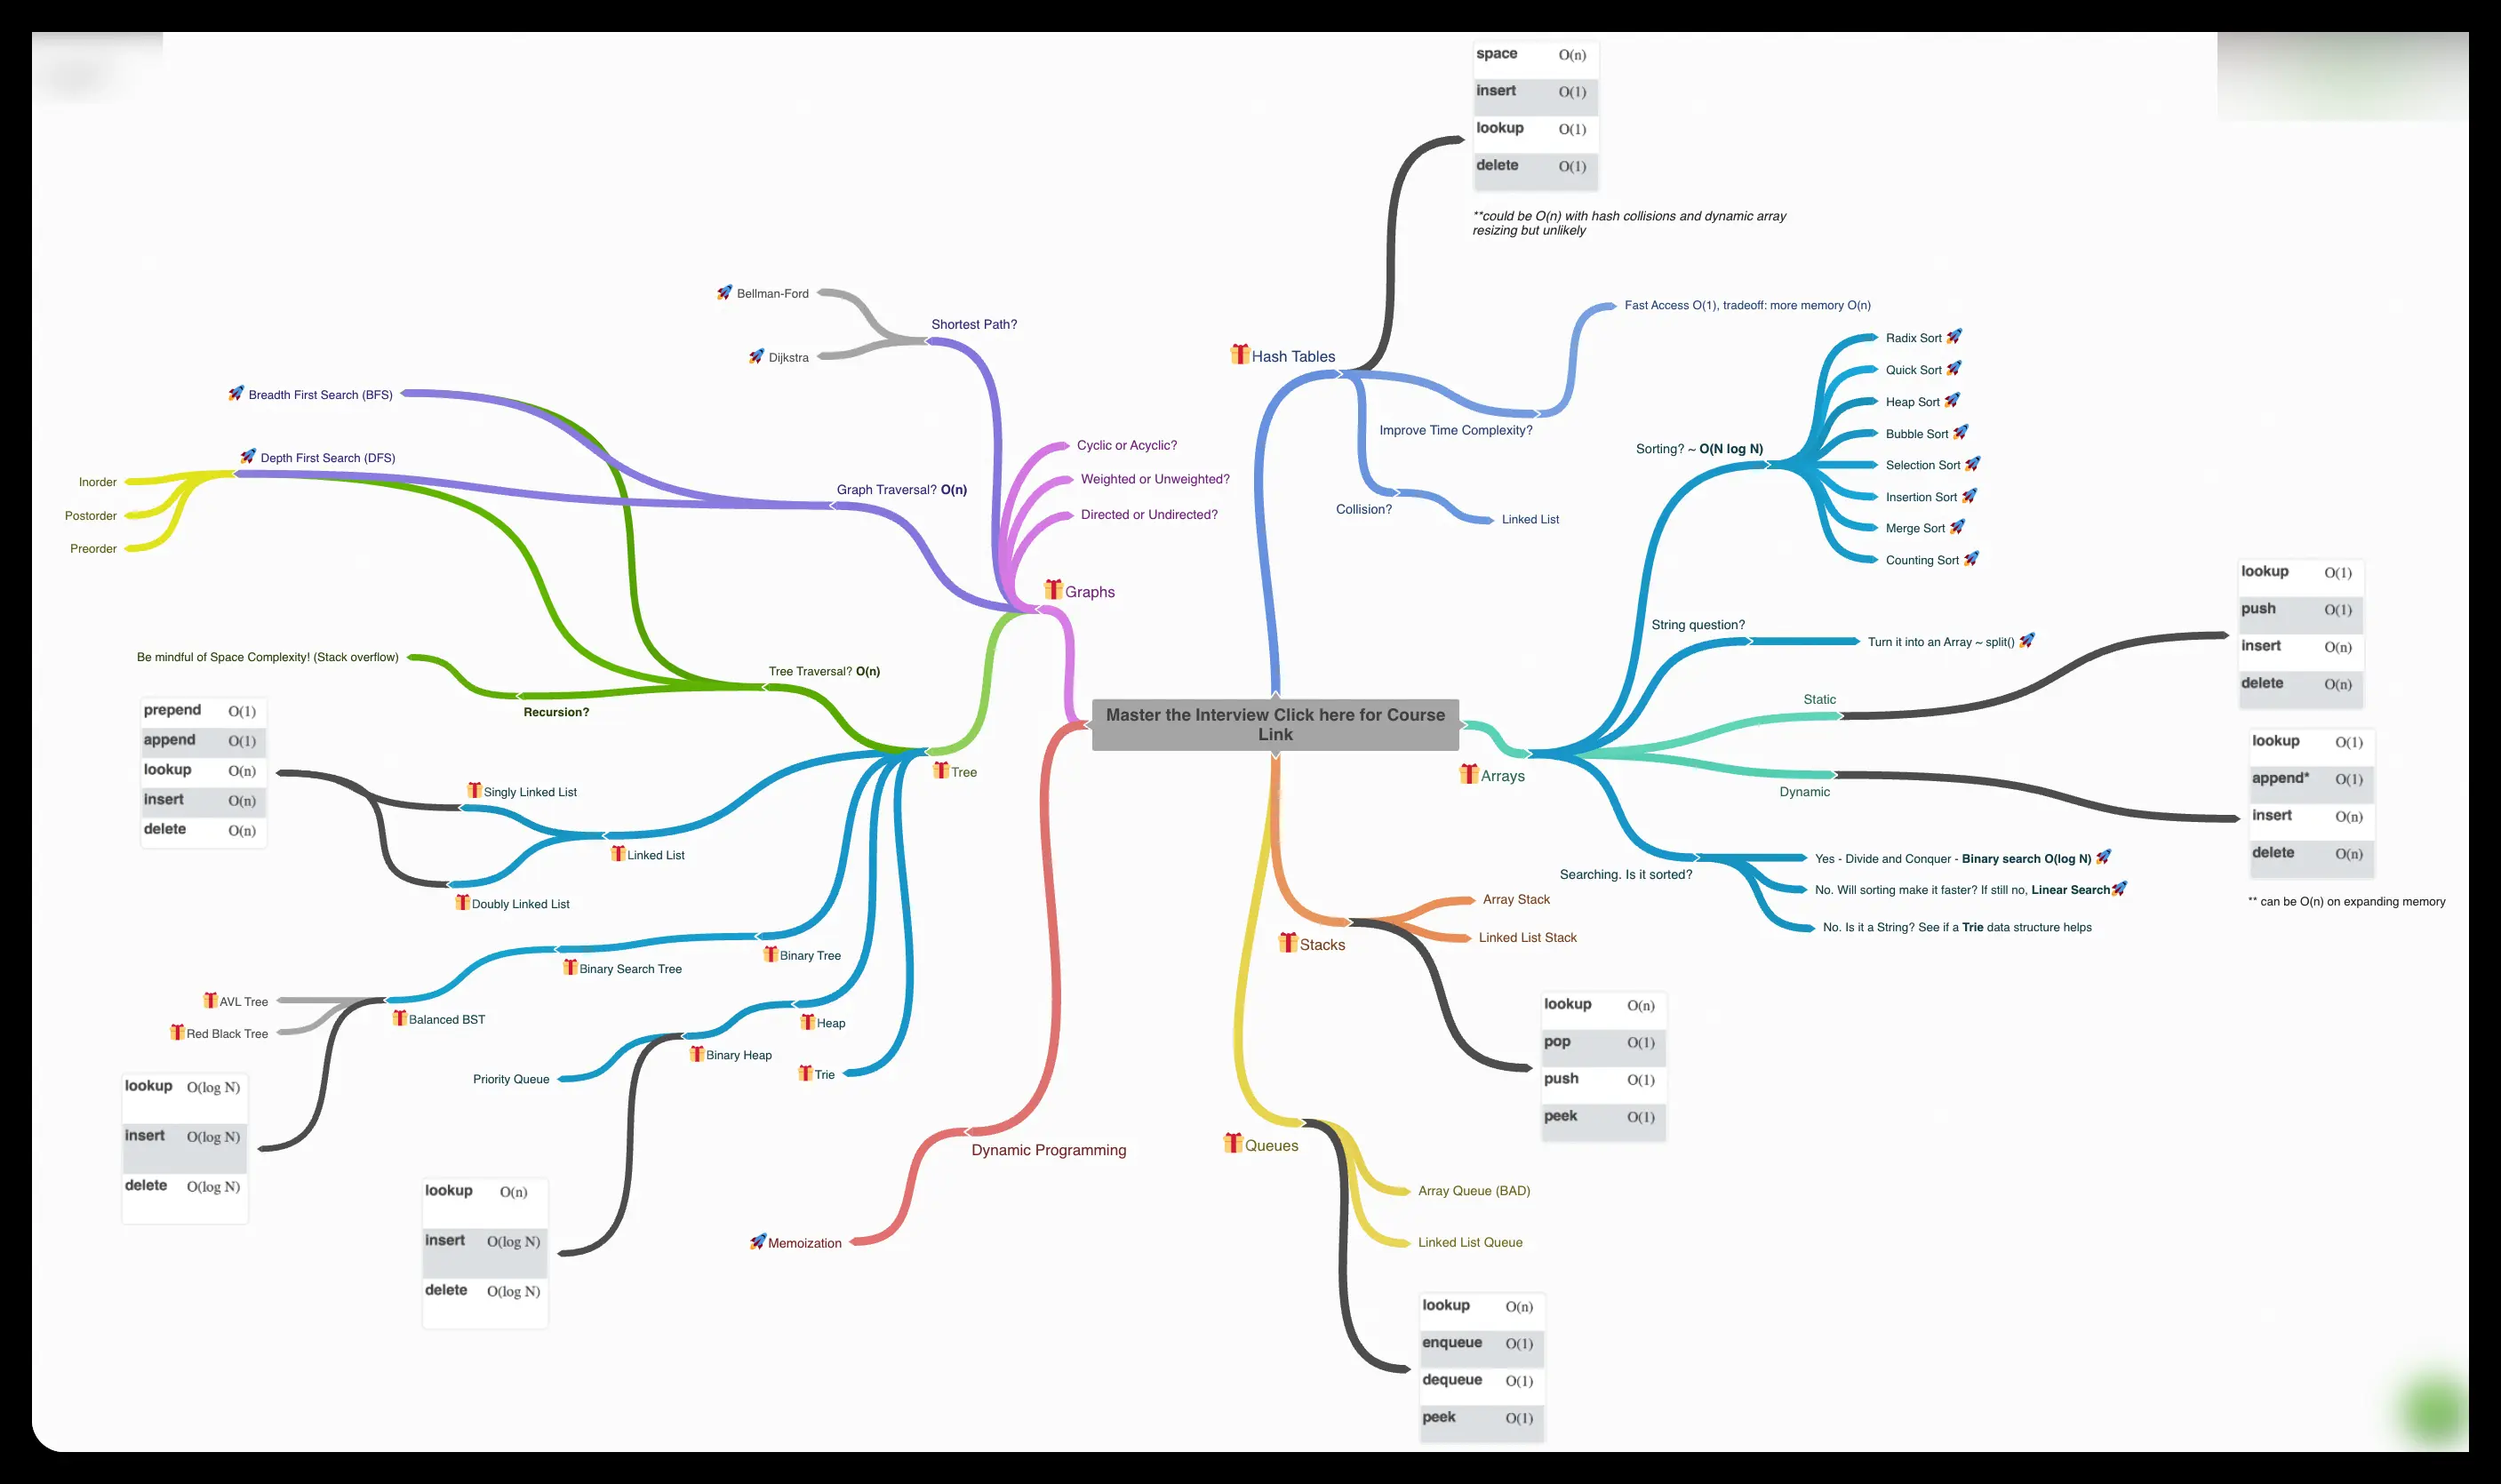 Master the Interview Click here for Course
Link
Hash Tables
space O(n)
insert O(1)
lookup O(1)
delete O(1)
**could be O(n) with hash collisions and dynamic array
resizing but unlikely
Improve Time Complexity?
Fast Access O(1), tradeoff: more memory O(n)
Collision?
Linked List
Arrays
Sorting? ~ O(N log N)
Radix Sort
Quick Sort
Heap Sort
Bubble Sort
Selection Sort
Insertion Sort
Merge Sort
Counting Sort
String question?
Turn it into an Array ~ split()
Static
lookup O(1)
push O(1)
insert O(n)
delete O(n)
Dynamic
lookup O(1)
append* O(1)
insert O(n)
delete O(n)
** can be O(n) on expanding memory
Searching. Is it sorted?
Yes - Divide and Conquer - Binary search O(log N)
No. Will sorting make it faster? If still no, Linear Search
No. Is it a String? See if a Trie data structure helps
Stacks
Array Stack
Linked List Stack
lookup O(n)
pop O(1)
push O(1)
peek O(1)
Queues
Array Queue (BAD)
Linked List Queue
lookup O(n)
enqueue O(1)
dequeue O(1)
peek O(1)
Graphs
Cyclic or Acyclic?
Weighted or Unweighted?
Directed or Undirected?
Shortest Path?
Bellman-Ford
Dijkstra
Graph Traversal? O(n)
Breadth First Search (BFS)
Depth First Search (DFS)
Inorder
Postorder
Preorder
Tree
Tree Traversal? O(n)
Recursion?
Be mindful of Space Complexity! (Stack overflow)
Linked List
Singly Linked List
Doubly Linked List
prepend O(1)
append O(1)
lookup O(n)
insert O(n)
delete O(n)
Binary Tree
Binary Search Tree
Balanced BST
AVL Tree
Red Black Tree
lookup O(log N)
insert O(log N)
delete O(log N)
Heap
Binary Heap
Priority Queue
lookup O(n)
insert O(log N)
delete O(log N)
Trie
Dynamic Programming
Memoization